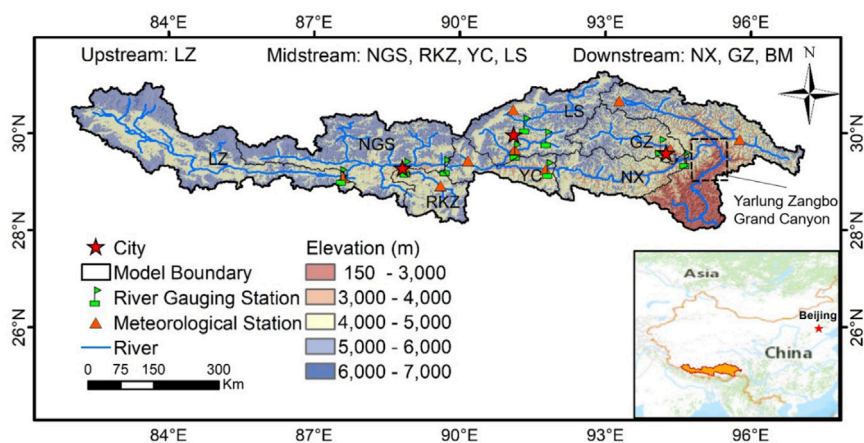 84°E 87°E 90°E 93°E 96°E
Upstream: LZ Midstream: NGS, RKZ, YC, LS Downstream: NX, GZ, BM
N
30°N 30°N
LS
NGS
GZ
LZ
YC
NX
RKZ
Yarlung Zangbo
Grand Canyon
28°N 28°N
City
Model Boundary
River Gauging Station
Meteorological Station
River
0 75 150 300
Km
Elevation (m)
150 - 3,000
3,000 - 4,000
4,000 - 5,000
5,000 - 6,000
6,000 - 7,000
Asia
Beijing
China
26°N 26°N
84°E 87°E 90°E 93°E 96°E